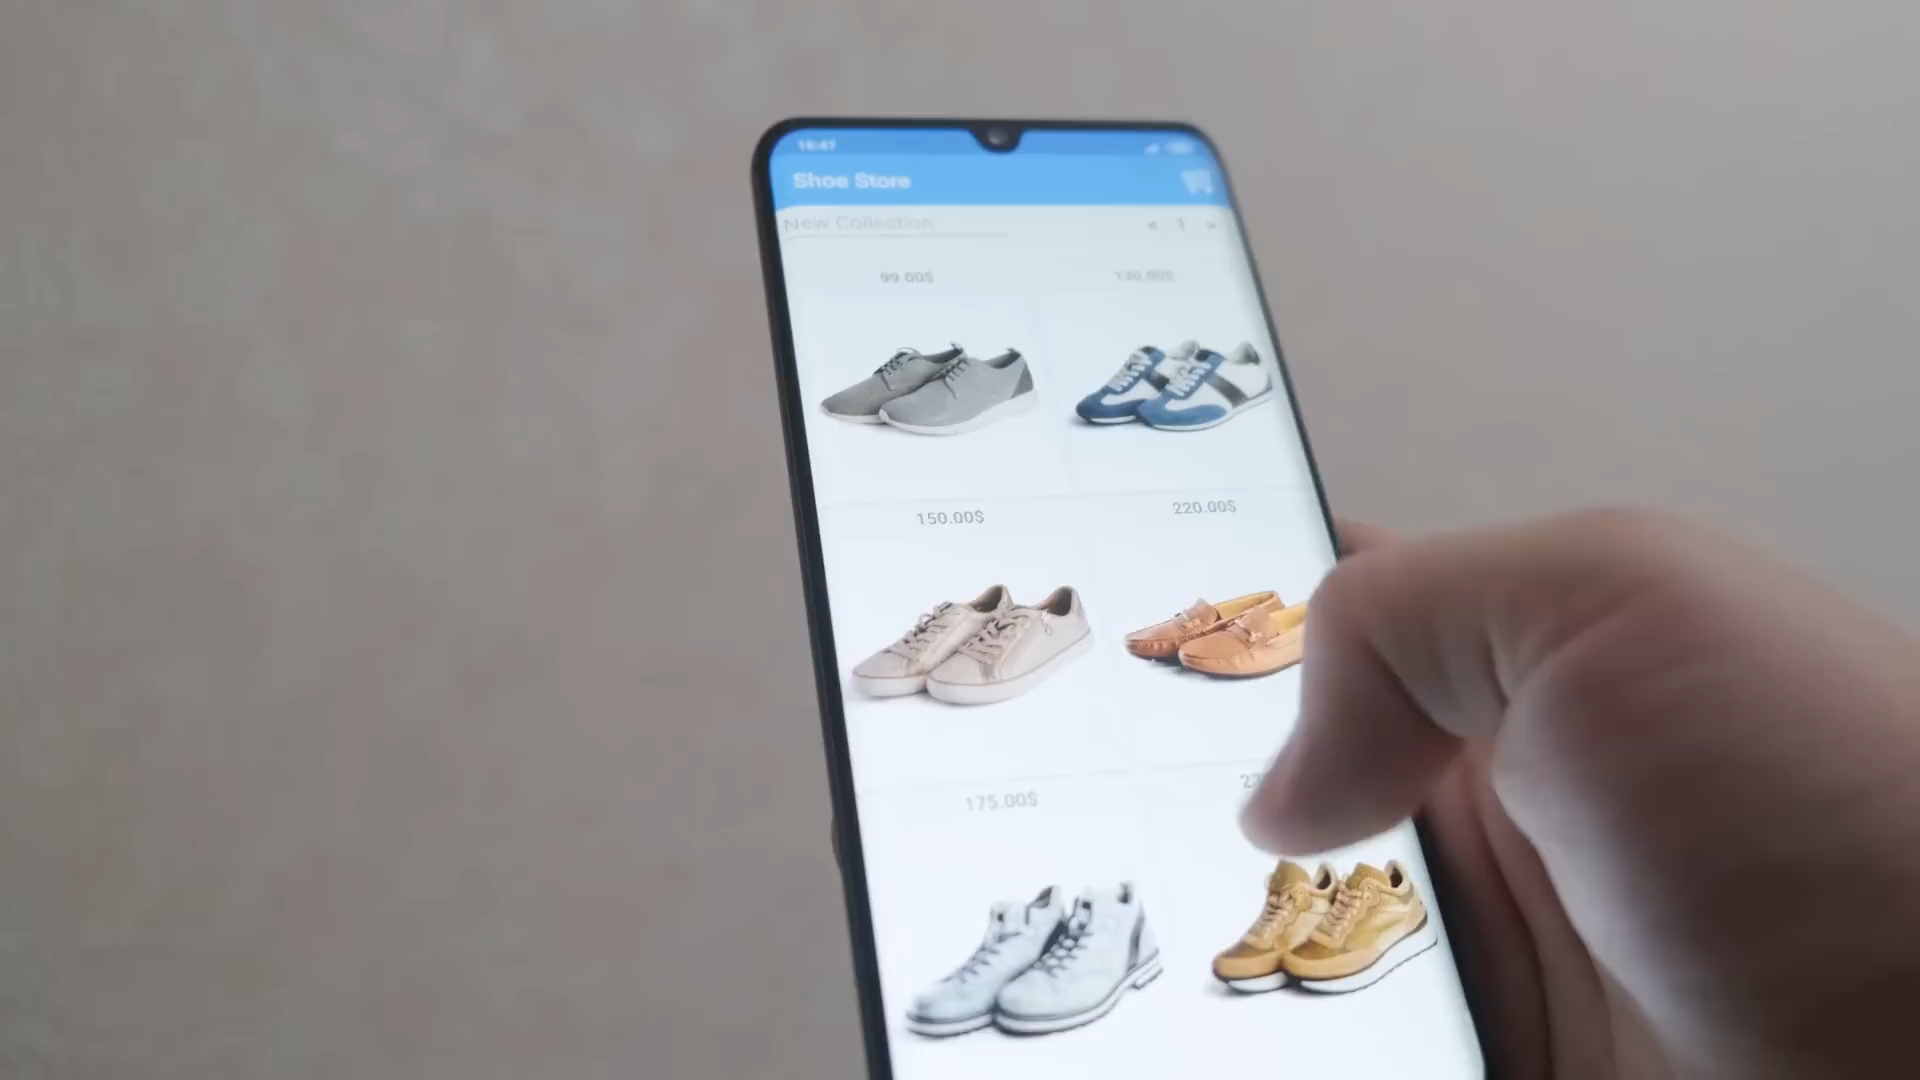 16:47
Shoe Store
New Collection
< 1 >
99.00$
130.00$
150.00$
220.00$
175.00$